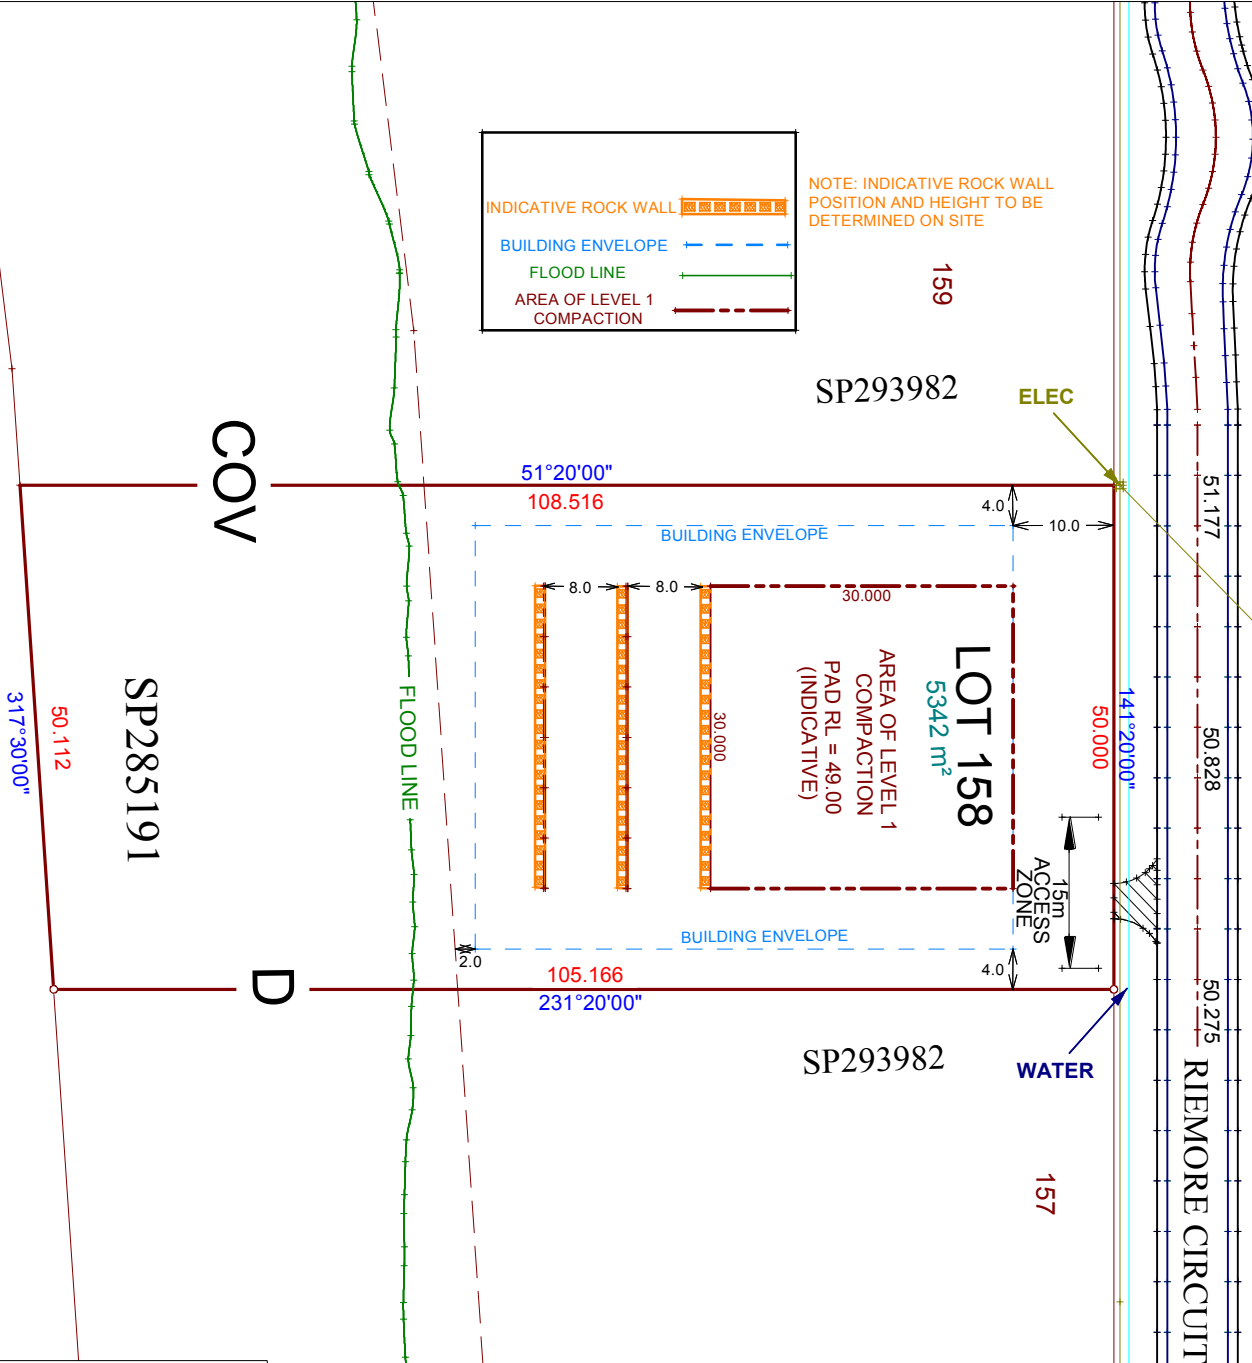 INDICATIVE ROCK WALL
BUILDING ENVELOPE
FLOOD LINE
AREA OF LEVEL 1
COMPACTION
NOTE: INDICATIVE ROCK WALL
POSITION AND HEIGHT TO BE
DETERMINED ON SITE
159
SP293982
ELEC
COV
51°20'00"
108.516
4.0
10.0
51.177
BUILDING ENVELOPE
8.0
8.0
30.000
LOT 158
5342 m²
AREA OF LEVEL 1
COMPACTION
PAD RL = 49.00
(INDICATIVE)
30.000
141°20'00"
50.000
50.828
FLOOD LINE
SP285191
50.112
317°30'00"
15m
ACCESS
ZONE
BUILDING ENVELOPE
2.0
4.0
105.166
231°20'00"
D
50.275
SP293982
WATER
RIEMORE CIRCUIT
157